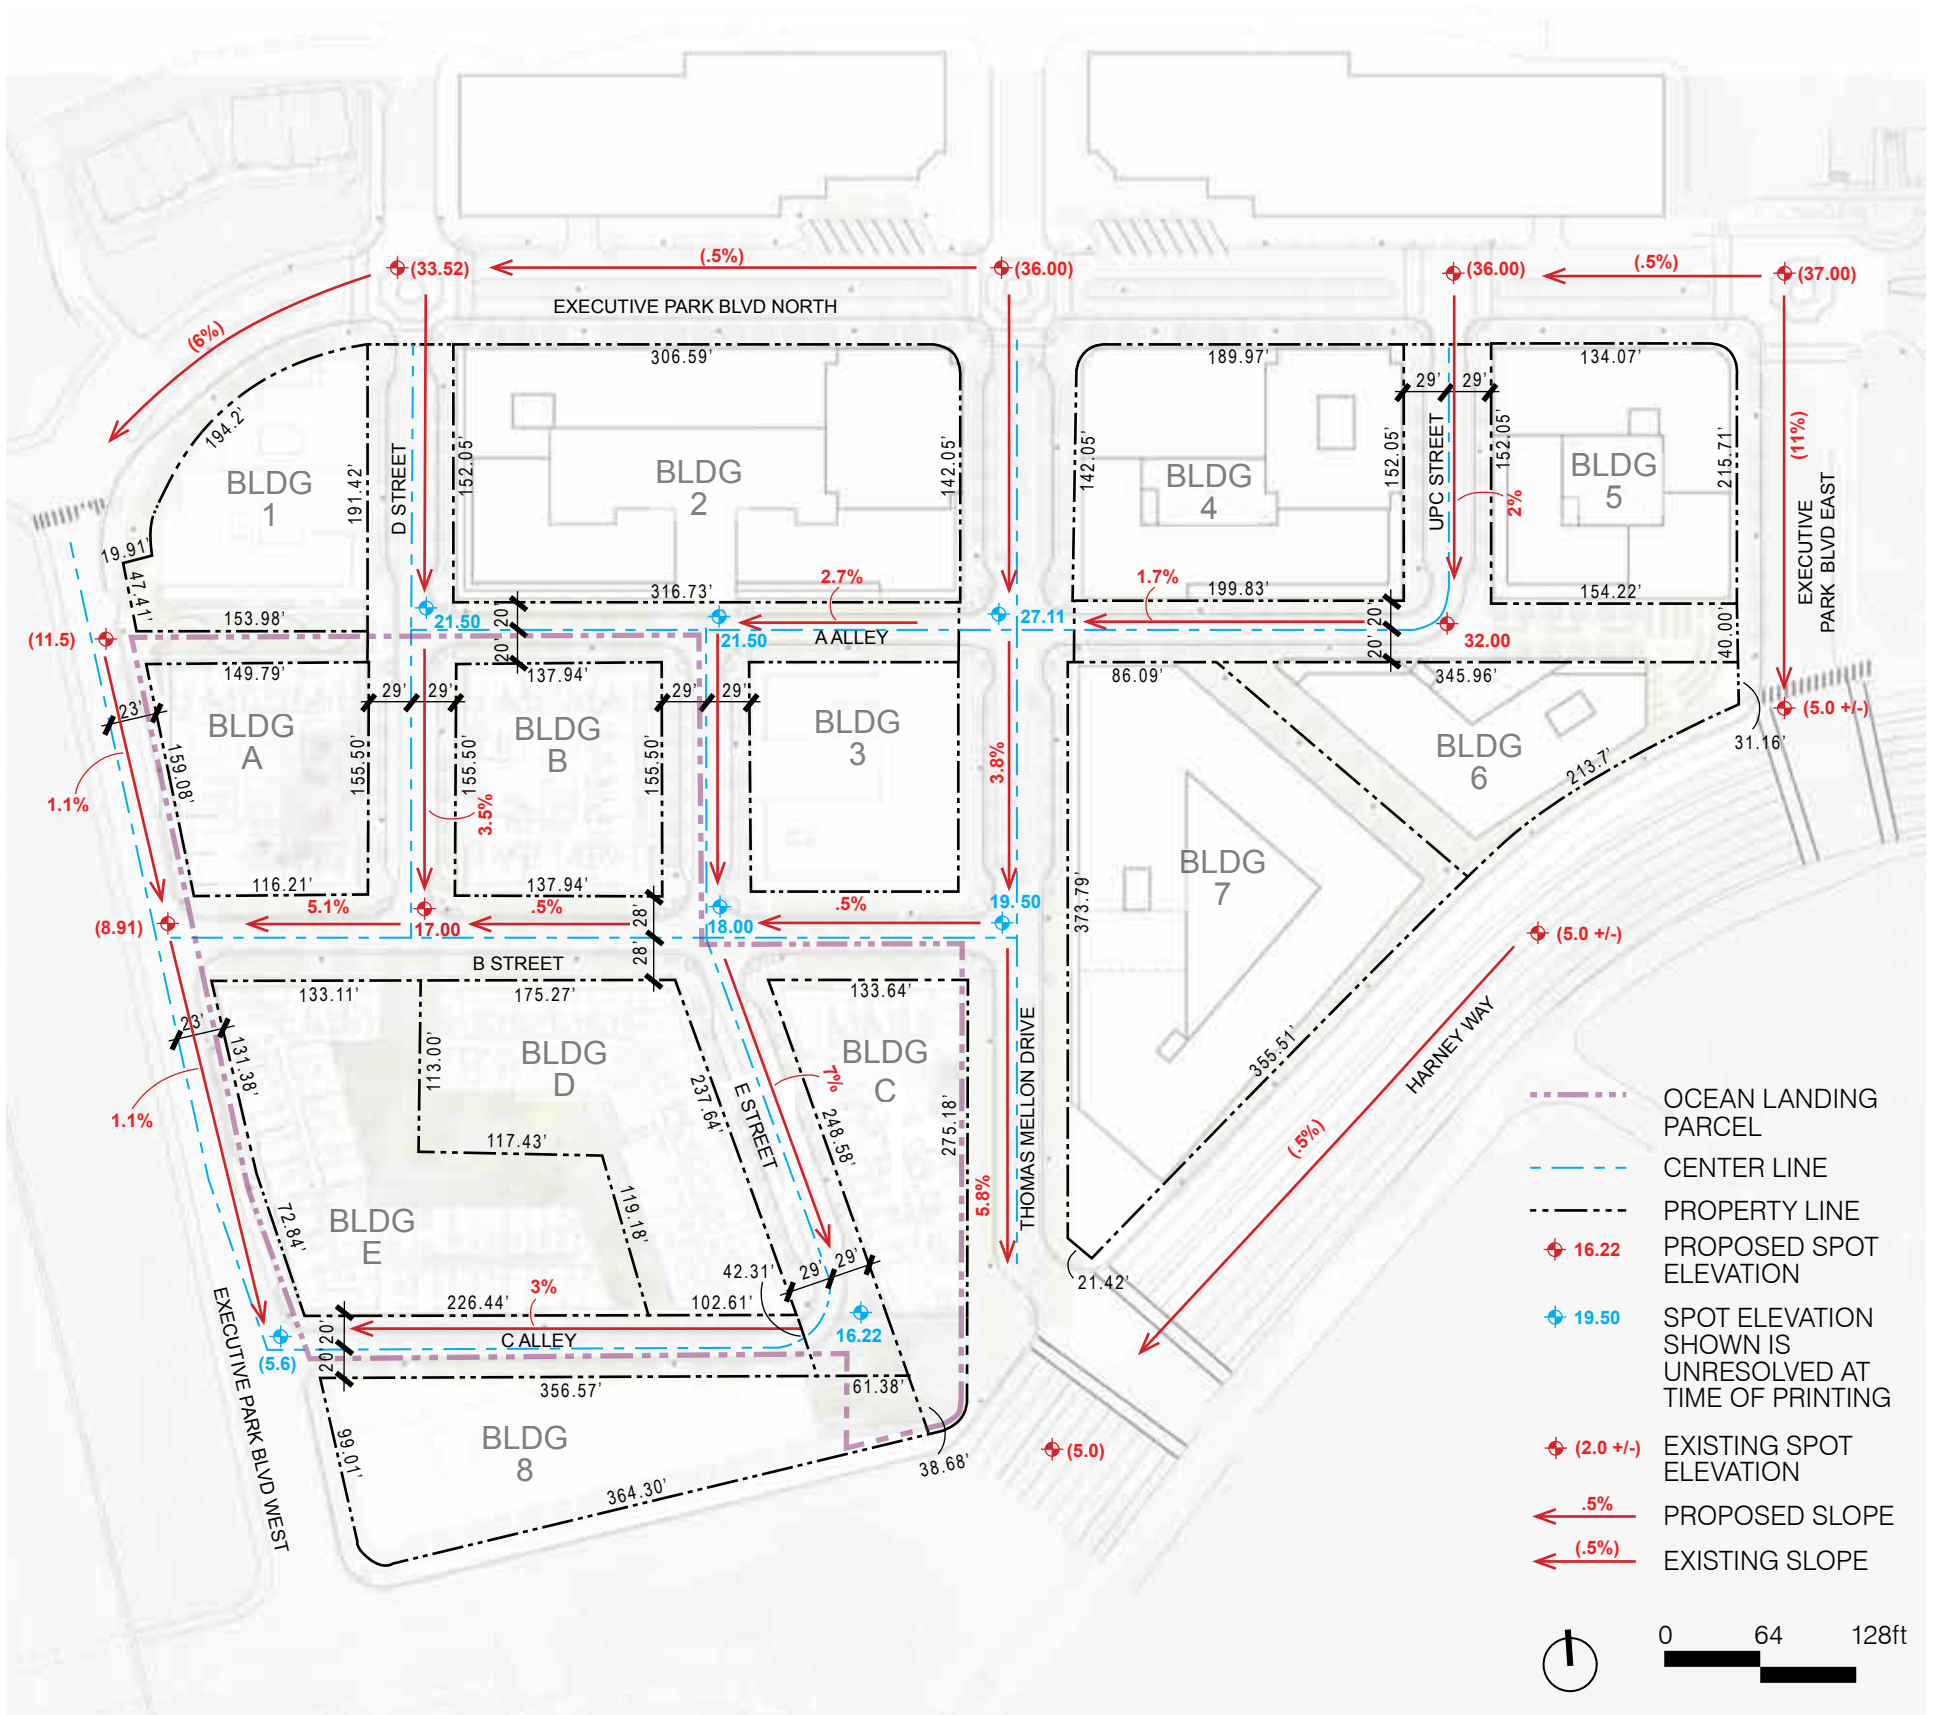 (33.52)
(.5%)
(36.00)
(36.00)
(.5%)
(37.00)
EXECUTIVE PARK BLVD NORTH
(6%)
306.59'
189.97'
134.07'
29'
29'
194.2'
191.42'
D STREET
152.05'
142.05'
142.05'
152.05'
UPC STREET
152.05'
215.71'
(11%)
BLDG
1
BLDG
2
BLDG
4
BLDG
5
2%
EXECUTIVE
PARK BLVD EAST
19.91'
47.41'
153.98'
316.73'
2.7%
1.7%
199.83'
154.22'
(11.5)
21.50
20'
20'
21.50
A ALLEY
27.11
20'
20'
32.00
40.00'
149.79'
137.94'
86.09'
345.96'
29'
29'
29'
29'
23'
(5.0 +/-)
31.16'
BLDG
A
BLDG
B
BLDG
3
BLDG
6
159.08'
155.50'
155.50'
155.50'
3.8%
213.7'
1.1%
3.5%
BLDG
7
373.79'
116.21'
137.94'
5.1%
.5%
.5%
19.50
28'
28'
(8.91)
17.00
18.00
(5.0 +/-)
B STREET
133.11'
175.27'
133.64'
23'
131.38'
113.00'
BLDG
D
BLDG
C
237.64'
E STREET
7%
248.58'
275.18'
THOMAS MELLON DRIVE
355.51'
HARNEY WAY
(.5%)
1.1%
117.43'
119.18'
5.8%
72.84'
BLDG
E
21.42'
42.31'
29'
29'
226.44'
3%
102.61'
C ALLEY
16.22
20'
20'
(5.6)
356.57'
61.38'
EXECUTIVE PARK BLVD WEST
99.01'
BLDG
8
364.30'
38.68'
(5.0)
OCEAN LANDING
PARCEL
CENTER LINE
PROPERTY LINE
16.22
PROPOSED SPOT
ELEVATION
19.50
SPOT ELEVATION
SHOWN IS
UNRESOLVED AT
TIME OF PRINTING
(2.0 +/-)
EXISTING SPOT
ELEVATION
.5%
PROPOSED SLOPE
(.5%)
EXISTING SLOPE
0
64
128ft